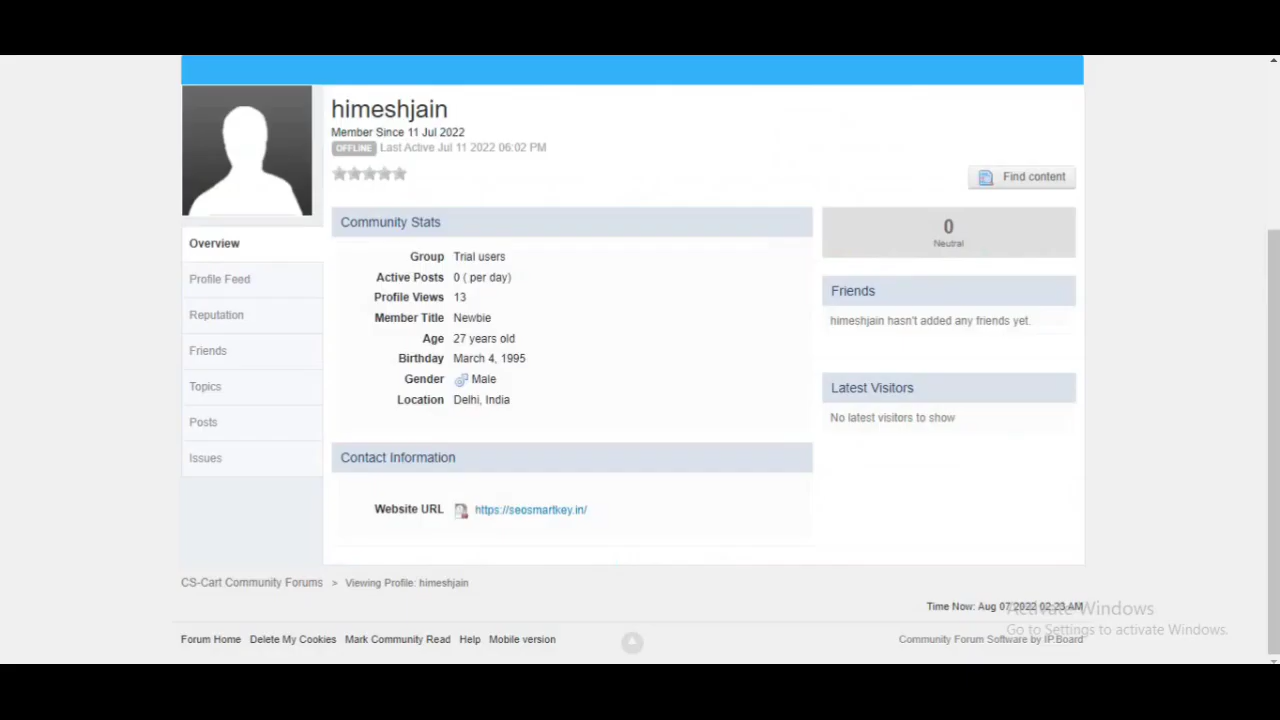 himeshjain
Member Since 11 Jul 2022
OFFLINE Last Active Jul 11 2022 06:02 PM
Find content
Overview
Profile Feed
Reputation
Friends
Topics
Posts
Issues
Community Stats
Group Trial users
Active Posts 0 ( per day)
Profile Views 13
Member Title Newbie
Age 27 years old
Birthday March 4, 1995
Gender Male
Location Delhi, India
Contact Information
Website URL https://seosmartkey.in/
0
Neutral
Friends
himeshjain hasn't added any friends yet.
Latest Visitors
No latest visitors to show
CS-Cart Community Forums > Viewing Profile: himeshjain
Time Now: Aug 07 2022 02:23 AM
Activate Windows
Go to Settings to activate Windows.
Forum Home Delete My Cookies Mark Community Read Help Mobile version
Community Forum Software by IP.Board